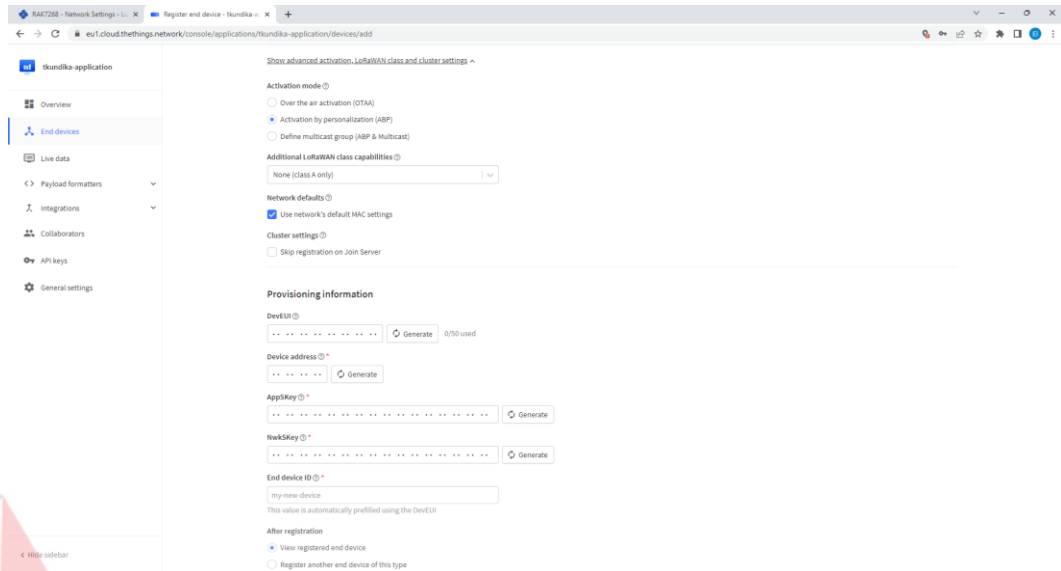 RAK7268 - Network Settings - Lu
Register end device - tkundika-a
eu1.cloud.thethings.network/console/applications/tkundika-application/devices/add
tkundika-application
Overview
End devices
Live data
Payload formatters
Integrations
Collaborators
API keys
General settings
Hide sidebar
Show advanced activation, LoRaWAN class and cluster settings
Activation mode
Over the air activation (OTAA)
Activation by personalization (ABP)
Define multicast group (ABP & Multicast)
Additional LoRaWAN class capabilities
None (class A only)
Network defaults
Use network's default MAC settings
Cluster settings
Skip registration on Join Server
Provisioning information
DevEUI
Generate 0/50 used
Device address *
Generate
AppSKey *
Generate
NwkSKey *
Generate
End device ID *
my-new-device
This value is automatically prefilled using the DevEUI
After registration
View registered end device
Register another end device of this type